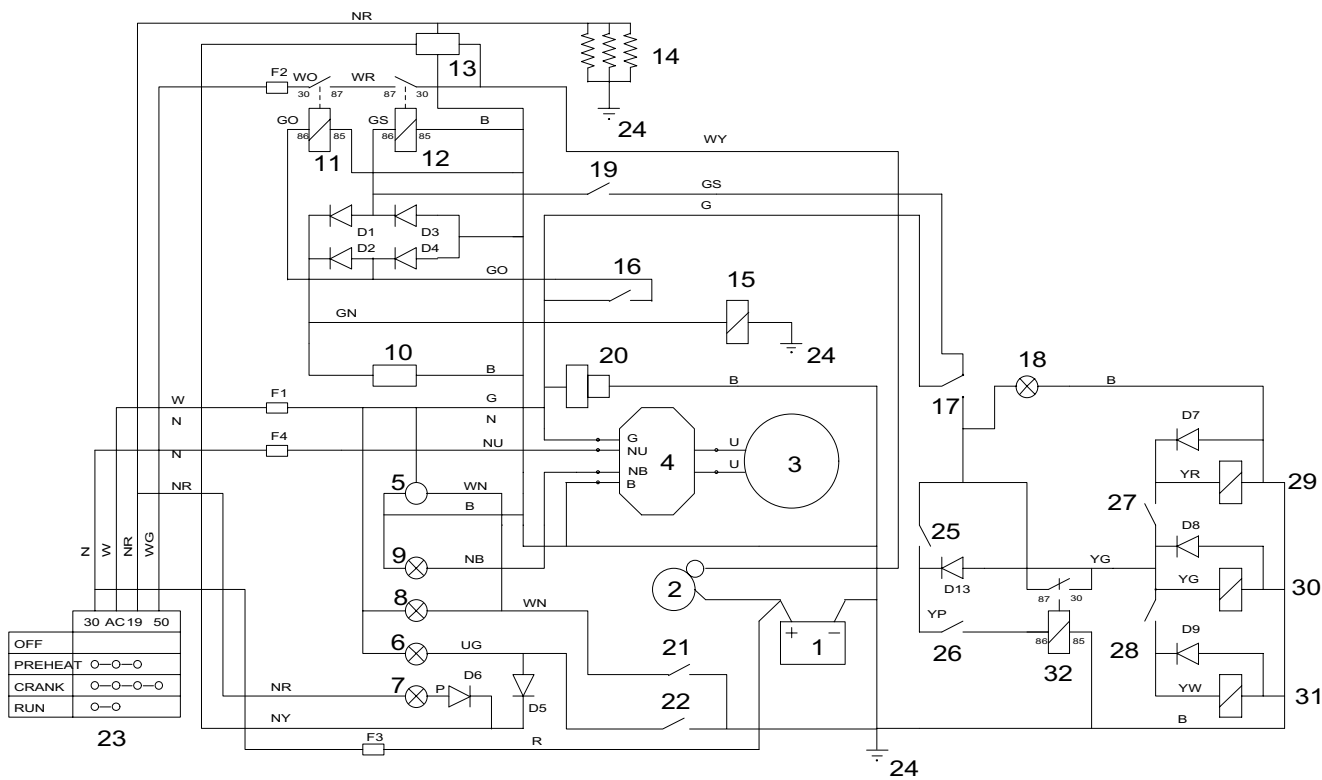 NR
13
14
F2 WO WR
30 87 87 30
24
GO GS B
86 85 86 85
11 12
WY
19 GS
G
D1 D3
D2 D4
GO 16
15
GN
24
10 B
20 B
18 B
17
W F1 G
N N
N F4 NU
G
NU
NB
B
4
U
U
3
D7
YR
29
5 WN
B
NR
27
25
D8
9 NB
YG
YG
30
N W NR WG
2
D13
87 30
8 WN
+ -
1
YP
26
86 85
32
28
D9
YW
31
6 UG
21
30 AC 19 50
OFF
PREHEAT
CRANK
RUN
23
NR 7 P D6
D5
22
NY
B
F3 R
24